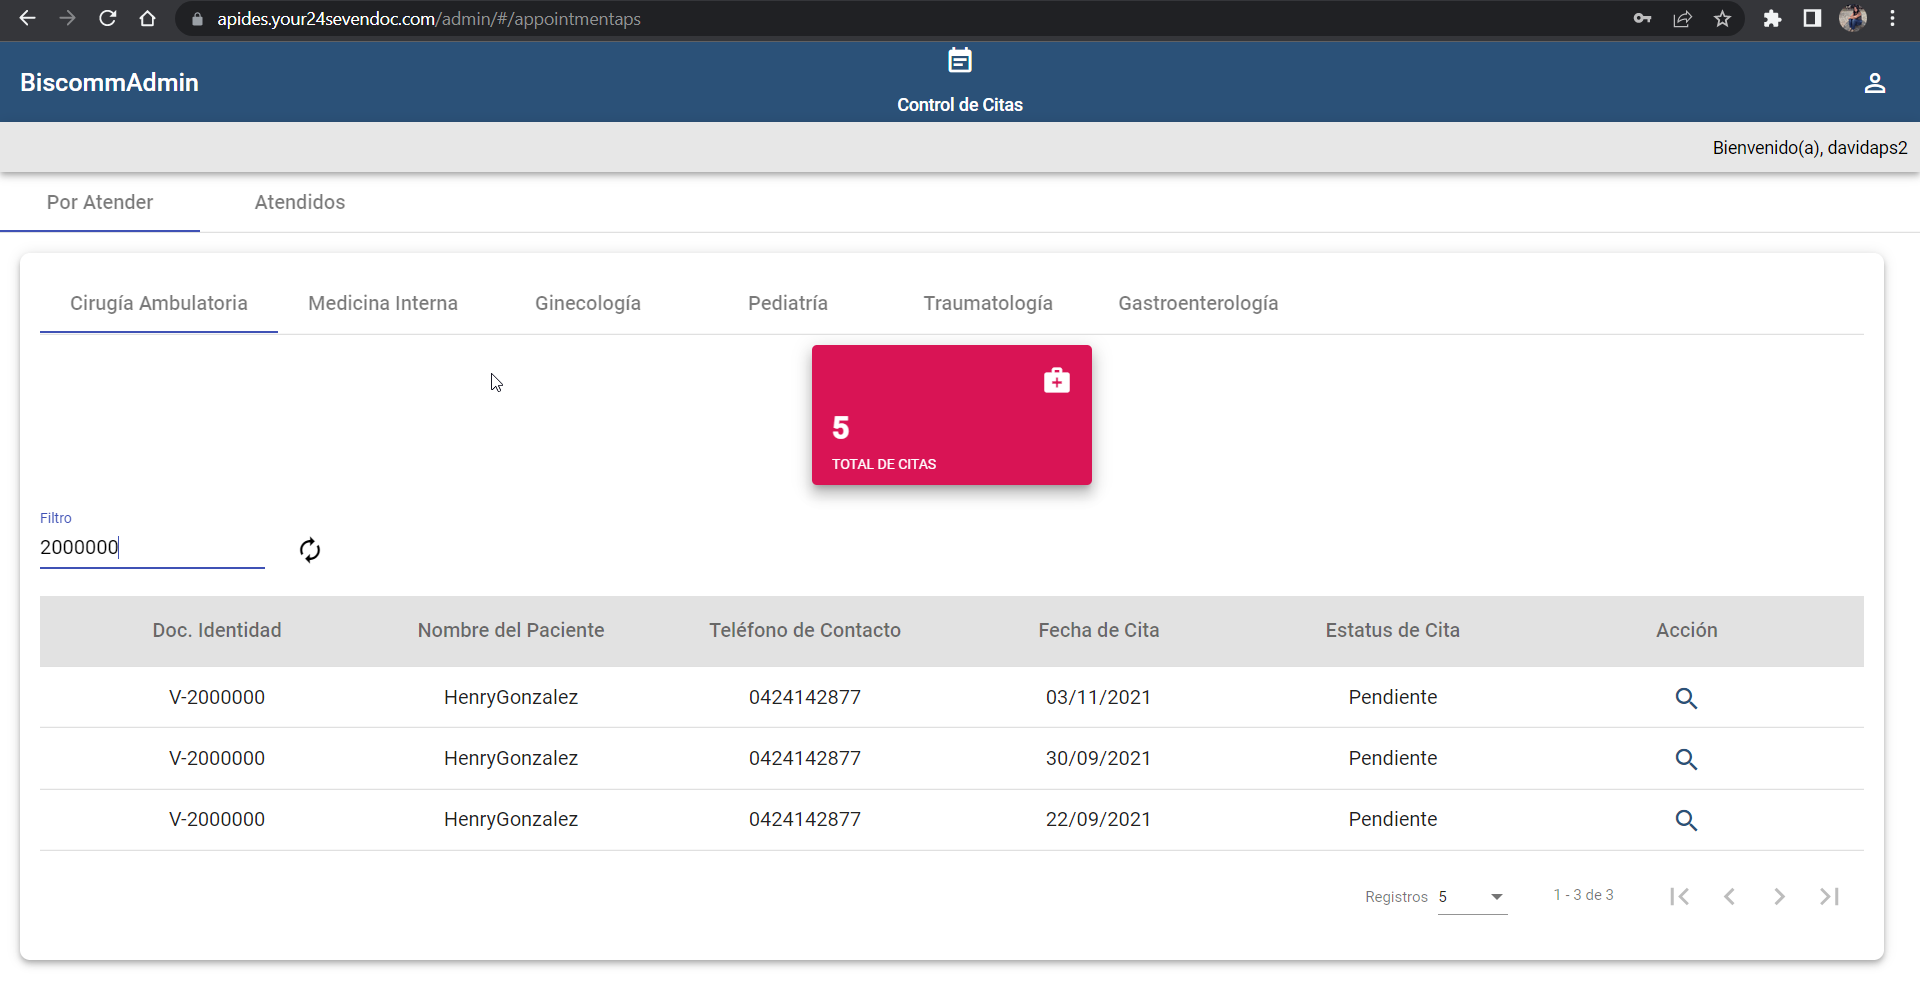 apides.your24sevendoc.com/admin/#/appointmentaps
BiscommAdmin
Control de Citas
Bienvenido(a), davidaps2
Por Atender Atendidos
Cirugía Ambulatoria Medicina Interna Ginecología Pediatría Traumatología Gastroenterología
5
TOTAL DE CITAS
Filtro
2000000
Doc. Identidad Nombre del Paciente Teléfono de Contacto Fecha de Cita Estatus de Cita Acción
V-2000000 HenryGonzalez 0424142877 03/11/2021 Pendiente
V-2000000 HenryGonzalez 0424142877 30/09/2021 Pendiente
V-2000000 HenryGonzalez 0424142877 22/09/2021 Pendiente
Registros 5 1 - 3 de 3